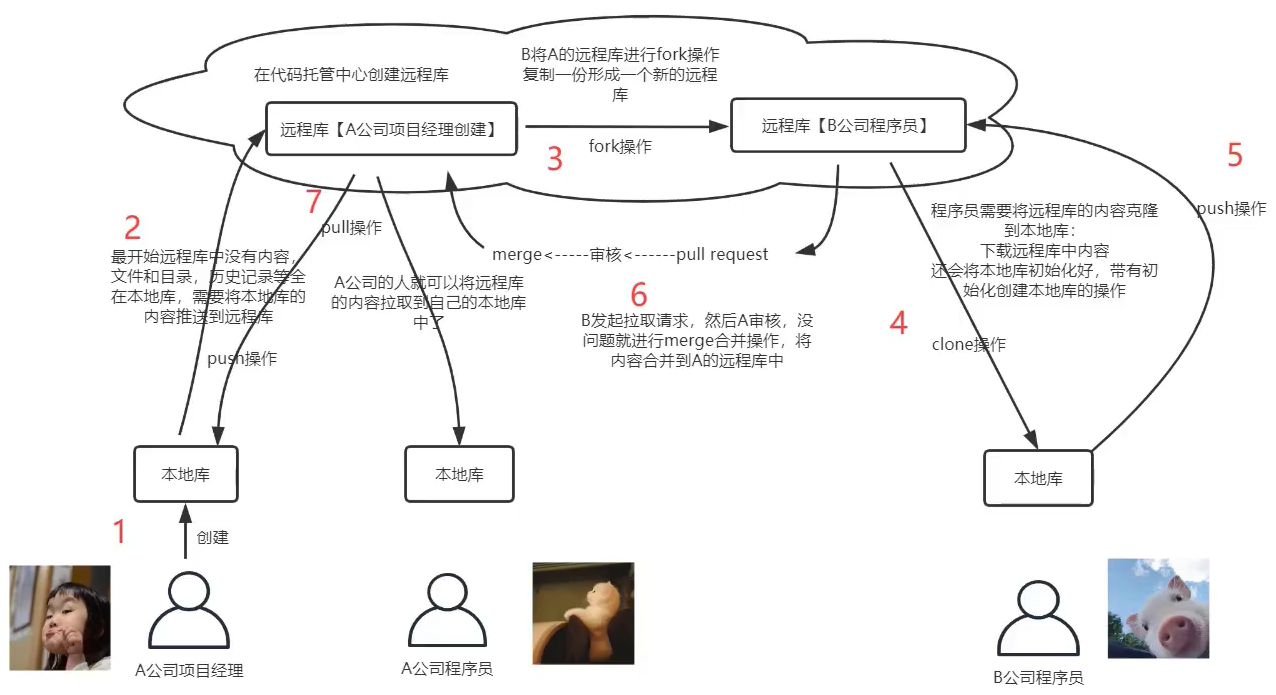 在代码托管中心创建远程库
B将A的远程库进行fork操作
复制一份形成一个新的远程
库
远程库【A公司项目经理创建】
远程库【B公司程序员】
fork操作
3
5
7
2
pull操作
push操作
最开始远程库中没有内容，
文件和目录，历史记录等全
在本地库，需要将本地库的
内容推送到远程库
merge<-----审核<------pull request
程序员需要将远程库的内容克隆
到本地库：
下载远程库中内容
还会将本地库初始化好，带有初
始化创建本地库的操作
A公司的人就可以将远程库
的内容拉取到自己的本地库
中了
6
B发起拉取请求，然后A审核，没
问题就进行merge合并操作，将
内容合并到A的远程库中
4
clone操作
push操作
本地库
本地库
本地库
1
创建
A公司项目经理
A公司程序员
B公司程序员